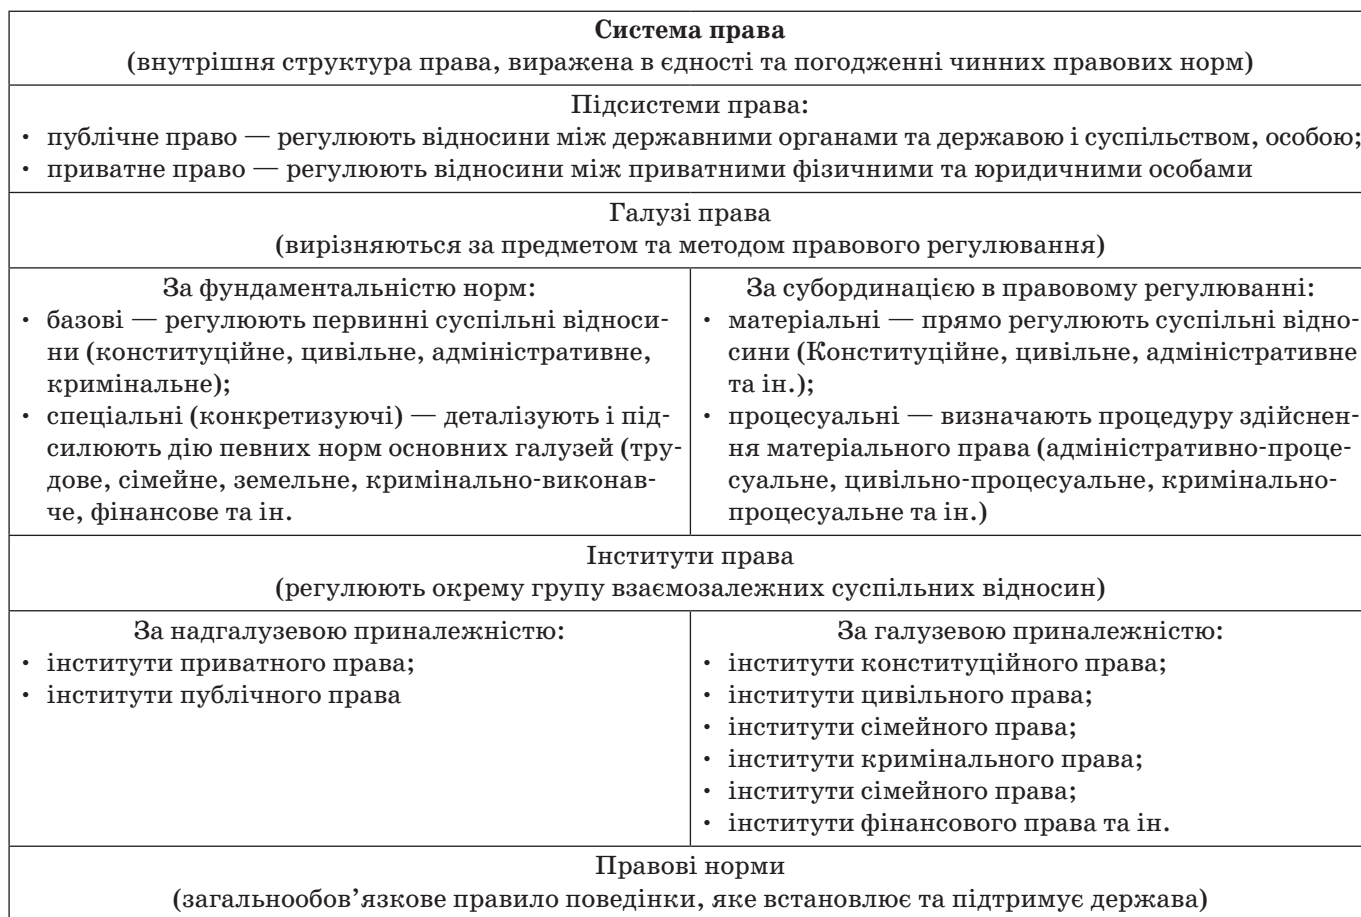 Система права
(внутрішня структура права, виражена в єдності та погодженні чинних правових норм)
Підсистеми права:
• публічне право — регулюють відносини між державними органами та державою і суспільством, особою;
• приватне право — регулюють відносини між приватними фізичними та юридичними особами
Галузі права
(вирізняються за предметом та методом правового регулювання)
За фундаментальністю норм:
• базові — регулюють первинні суспільні відноси-
ни (конституційне, цивільне, адміністративне,
кримінальне);
• спеціальні (конкретизуючі) — деталізують і під-
силюють дію певних норм основних галузей (тру-
дове, сімейне, земельне, кримінально-виконав-
че, фінансове та ін.
За субординацією в правовому регулюванні:
• матеріальні — прямо регулюють суспільні відно-
сини (Конституційне, цивільне, адміністративне
та ін.);
• процесуальні — визначають процедуру здійснен-
ня матеріального права (адміністративно-проце-
суальне, цивільно-процесуальне, кримінально-
процесуальне та ін.)
Інститути права
(регулюють окрему групу взаємозалежних суспільних відносин)
За надгалузевою приналежністю:
• інститути приватного права;
• інститути публічного права
За галузевою приналежністю:
• інститути конституційного права;
• інститути цивільного права;
• інститути сімейного права;
• інститути кримінального права;
• інститути сімейного права;
• інститути фінансового права та ін.
Правові норми
(загальнообов’язкове правило поведінки, яке встановлює та підтримує держава)